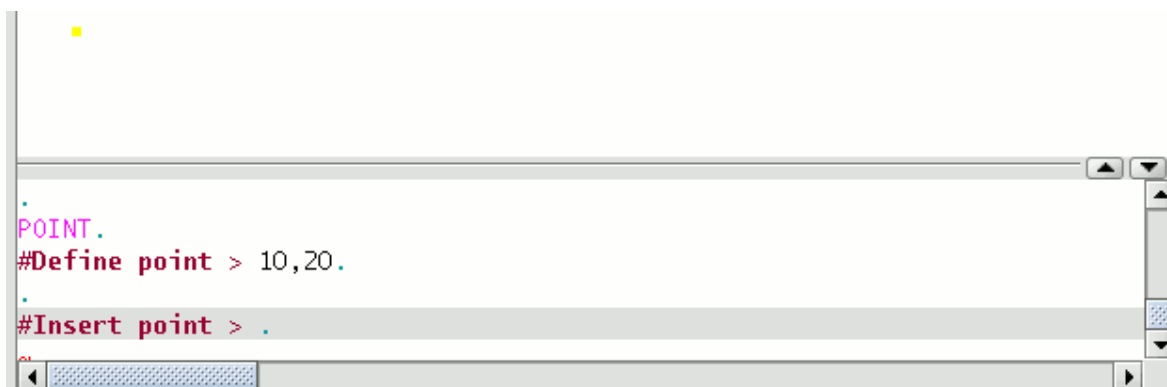 .
POINT.
#Define point > 10,20.
.
#Insert point > .